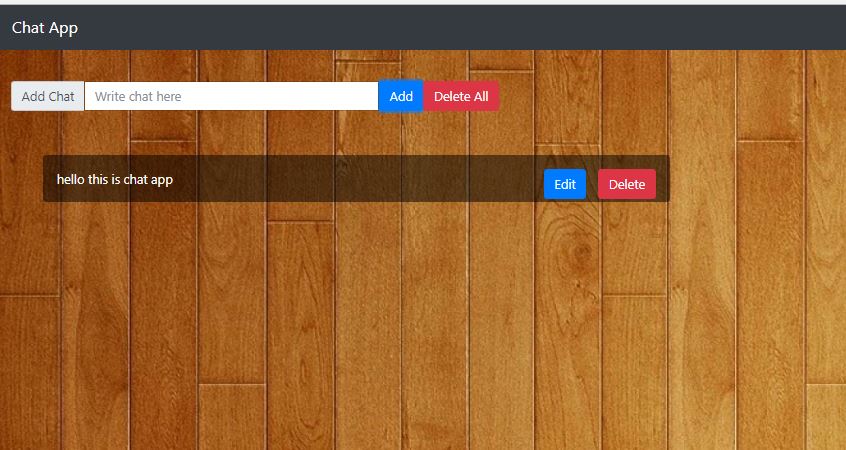 Chat App
Add Chat Write chat here Add Delete All
hello this is chat app Edit Delete